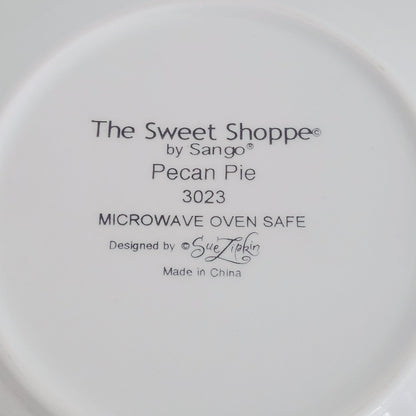 The Sweet Shoppe©
by Sango®
Pecan Pie
3023
MICROWAVE OVEN SAFE
Designed by © Sue Zipkin
Made in China